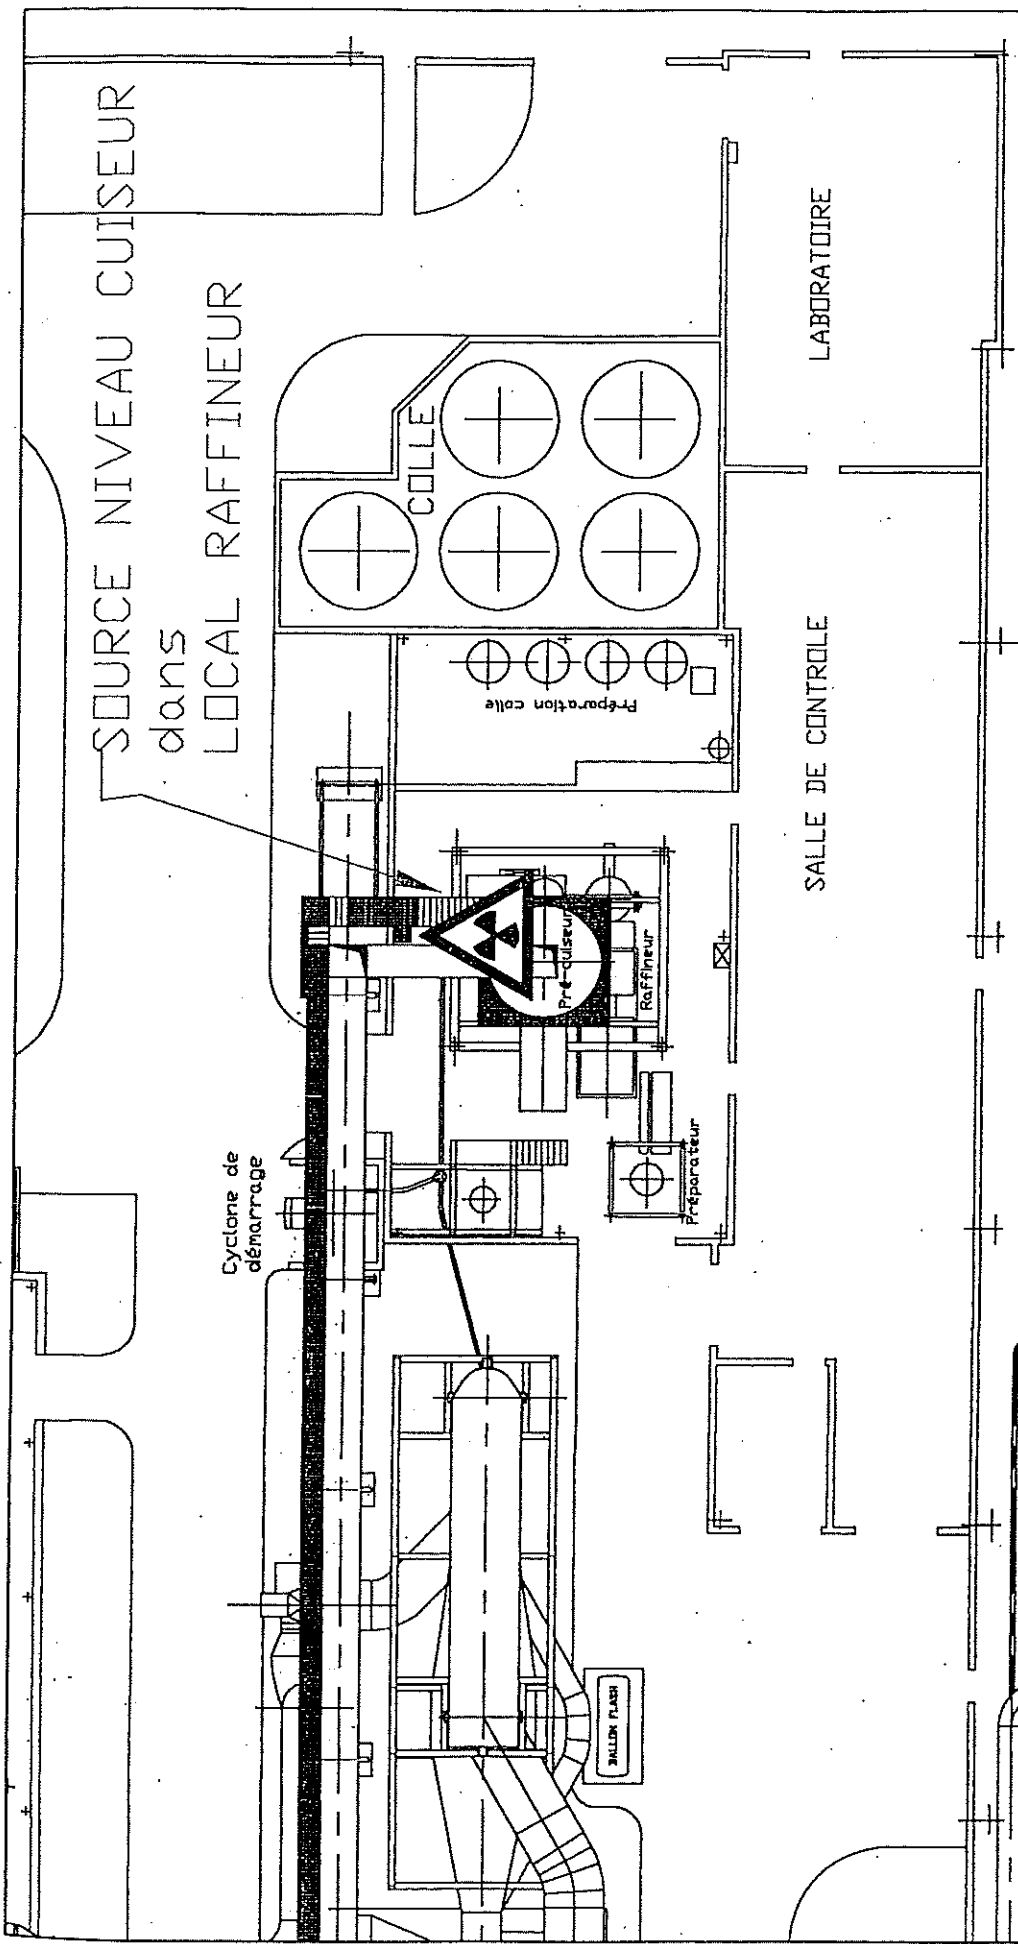 SOURCE NIVEAU CUISEUR
dans
LOCAL RAFFINEUR
COLLE
LABORATOIRE
Préparation colle
SALLE DE CONTROLE
Pré-cuiseur
Raffineur
Cyclone de
démarrage
Préparateur
BALLON FLASH